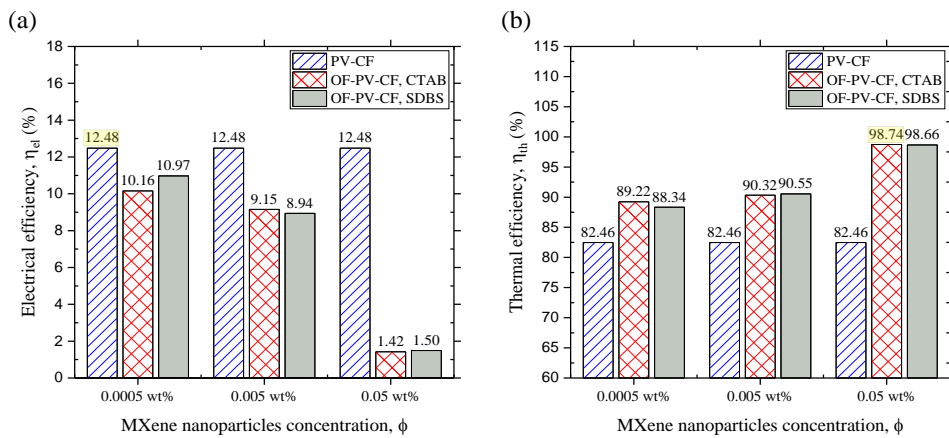 (a)
Electrical efficiency, ηel (%)
18
16
14
12
10
8
6
4
2
0
PV-CF
OF-PV-CF, CTAB
OF-PV-CF, SDBS
12.48
10.16
10.97
12.48
9.15
8.94
12.48
1.42
1.50
0.0005 wt%
0.005 wt%
0.05 wt%
MXene nanoparticles concentration, ϕ
(b)
Thermal efficiency, ηth (%)
115
110
105
100
95
90
85
80
75
70
65
60
PV-CF
OF-PV-CF, CTAB
OF-PV-CF, SDBS
82.46
89.22
88.34
82.46
90.32
90.55
82.46
98.74
98.66
0.0005 wt%
0.005 wt%
0.05 wt%
MXene nanoparticles concentration, ϕ